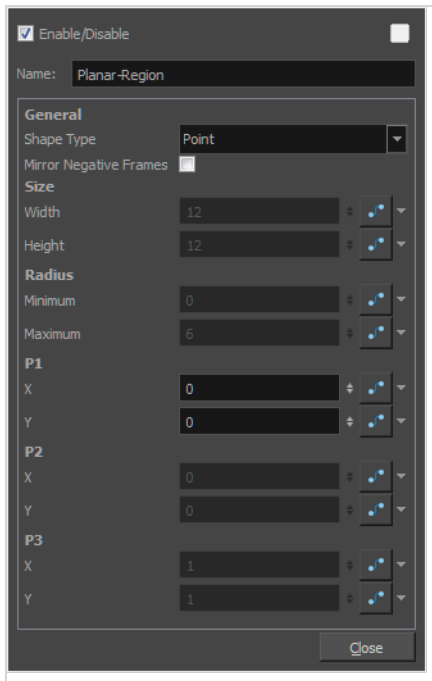 Enable/Disable
Name: Planar-Region
General
Shape Type Point
Mirror Negative Frames
Size
Width 12
Height 12
Radius
Minimum 0
Maximum 6
P1
X 0
Y 0
P2
X 0
Y 0
P3
X 1
Y 1
Close